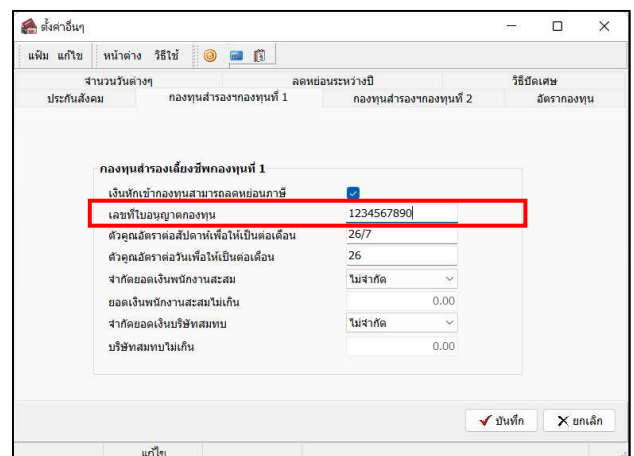 ตั้งค่าอื่นๆ
แฟ้ม แก้ไข หน้าต่าง วิธีใช้
จำนวนวันต่างๆ ลดหย่อนระหว่างปี วิธีปัดเศษ
ประกันสังคม กองทุนสำรองฯกองทุนที่ 1 กองทุนสำรองฯกองทุนที่ 2 อัตรากองทุน
กองทุนสำรองเลี้ยงชีพกองทุนที่ 1
เงินหักเข้ากองทุนสามารถลดหย่อนภาษี
เลขที่ใบอนุญาตกองทุน 1234567890
ตัวคูณอัตราต่อสัปดาห์เพื่อให้เป็นต่อเดือน 26/7
ตัวคูณอัตราต่อวันเพื่อให้เป็นต่อเดือน 26
จำกัดยอดเงินพนักงานสะสม ไม่จำกัด
ยอดเงินพนักงานสะสมไม่เกิน 0.00
จำกัดยอดเงินบริษัทสมทบ ไม่จำกัด
บริษัทสมทบไม่เกิน 0.00
บันทึก ยกเลิก
แก้ไข